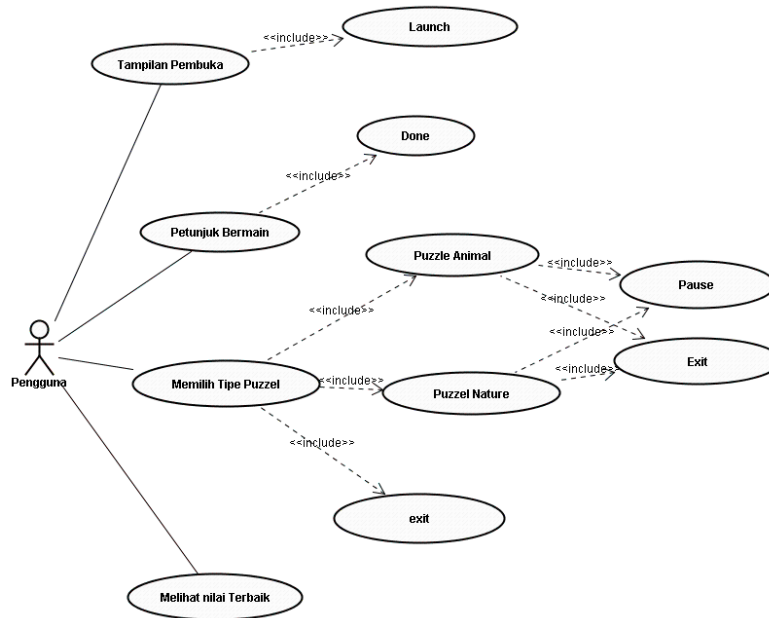 Launch
<<include>>
Tampilan Pembuka
Done
<<include>>
Petunjuk Bermain
Puzzle Animal
<<include>>
Pause
<<include>>
<<include>>
<<include>>
Exit
Pengguna
Memilih Tipe Puzzel
<<include>>
Puzzel Nature
<<include>>
<<include>>
exit
Melihat nilai Terbaik